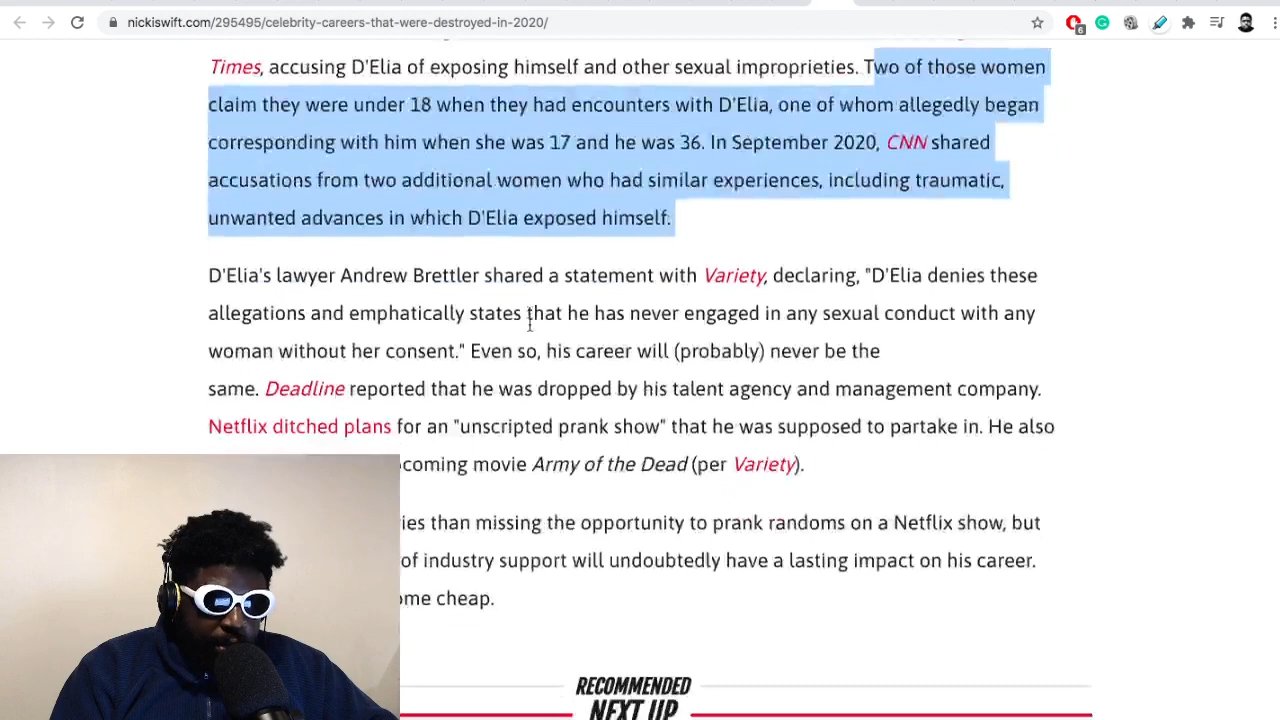 nickiswift.com/295495/celebrity-careers-that-were-destroyed-in-2020/
6
Times, accusing D'Elia of exposing himself and other sexual improprieties. Two of those women
claim they were under 18 when they had encounters with D'Elia, one of whom allegedly began
corresponding with him when she was 17 and he was 36. In September 2020, CNN shared
accusations from two additional women who had similar experiences, including traumatic,
unwanted advances in which D'Elia exposed himself.
D'Elia's lawyer Andrew Brettler shared a statement with Variety, declaring, "D'Elia denies these
allegations and emphatically states that he has never engaged in any sexual conduct with any
woman without her consent." Even so, his career will (probably) never be the
same. Deadline reported that he was dropped by his talent agency and management company.
Netflix ditched plans for an "unscripted prank show" that he was supposed to partake in. He also
coming movie Army of the Dead (per Variety).
ies than missing the opportunity to prank randoms on a Netflix show, but
of industry support will undoubtedly have a lasting impact on his career.
ome cheap.
RECOMMENDED
NEXT UP